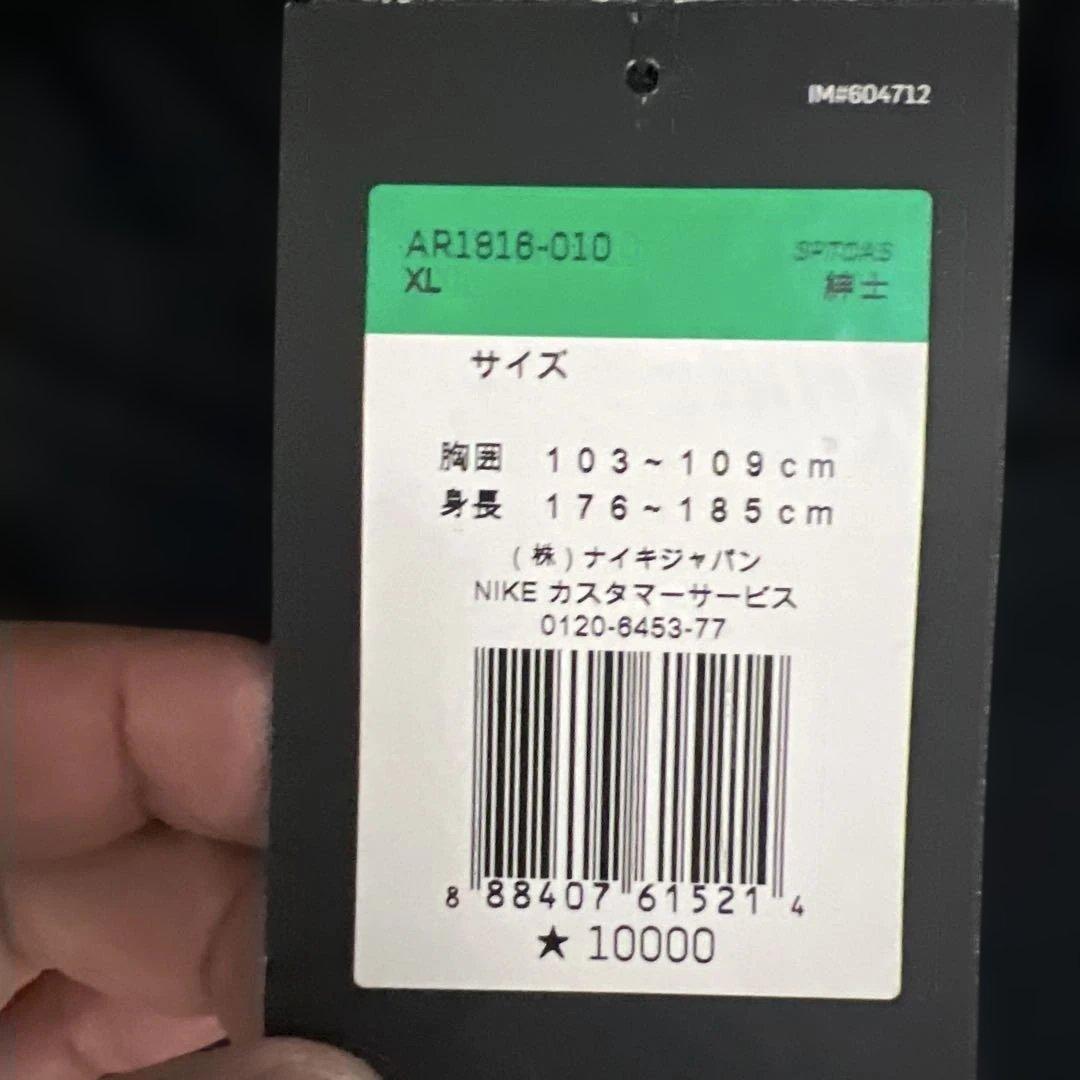 IM#604712
AR1816-010
XL
紳士
サイズ
胸囲 103~109cm
身長 176~185cm
(株)ナイキジャパン
NIKE カスタマーサービス
0120-6453-77
8 88407 61521 4
★ 10000